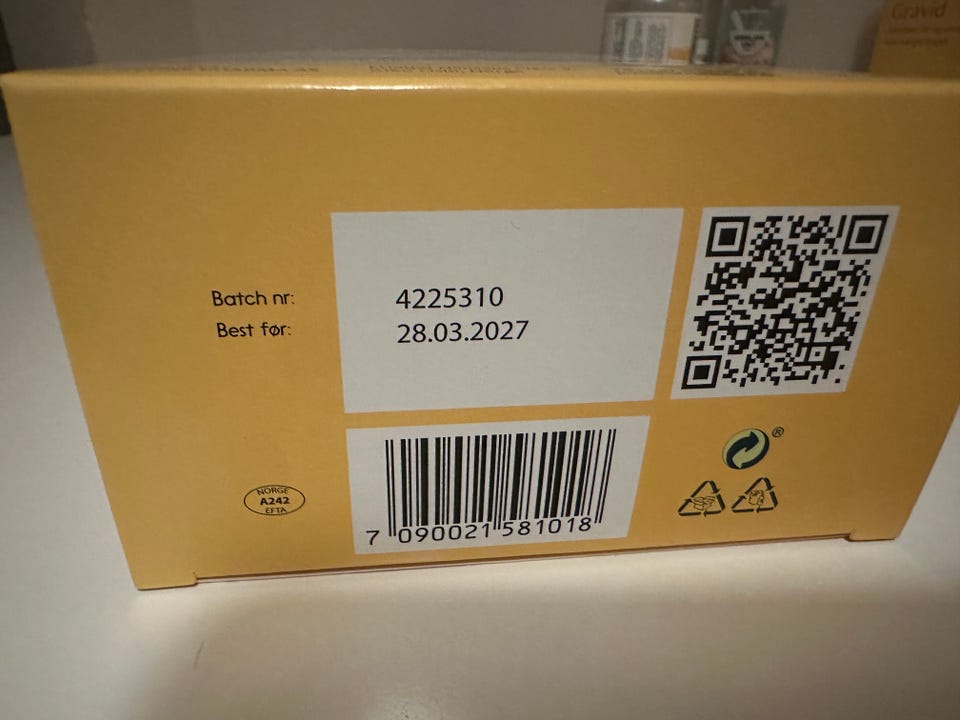 Gravid
Batch nr:
4225310
Best før:
28.03.2027
NORGE
A242
EFTA
®
7 090021 581018